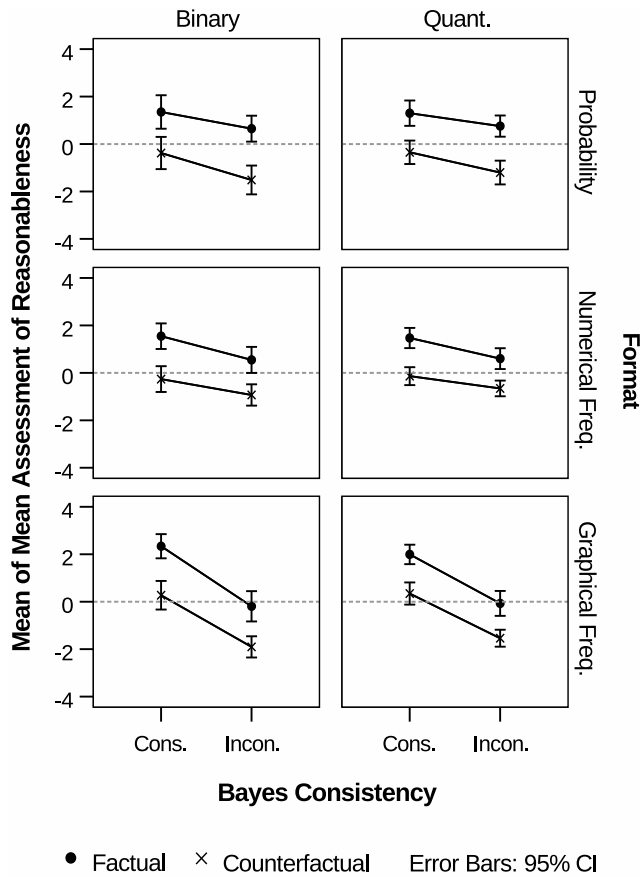 Binary
Quant.
Mean of Mean Assessment of Reasonableness
4
2
0
-2
-4
Probability
4
2
0
-2
-4
Numerical Freq.
Format
4
2
0
-2
-4
Graphical Freq.
Cons. Incon.
Cons. Incon.
Bayes Consistency
Factual Counterfactual Error Bars: 95% CI